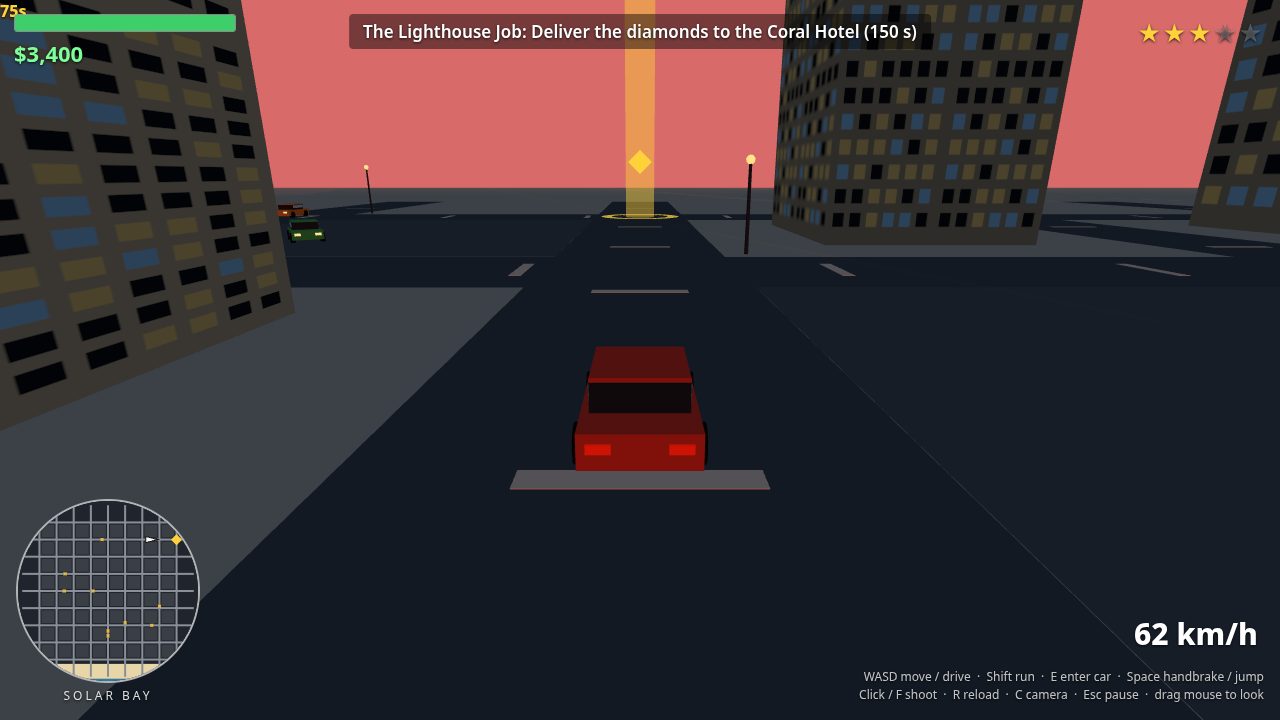 75s
The Lighthouse Job: Deliver the diamonds to the Coral Hotel (150 s)
$3,400
62 km/h
WASD move / drive · Shift run · E enter car · Space handbrake / jump
Click / F shoot · R reload · C camera · Esc pause · drag mouse to look
SOLAR BAY